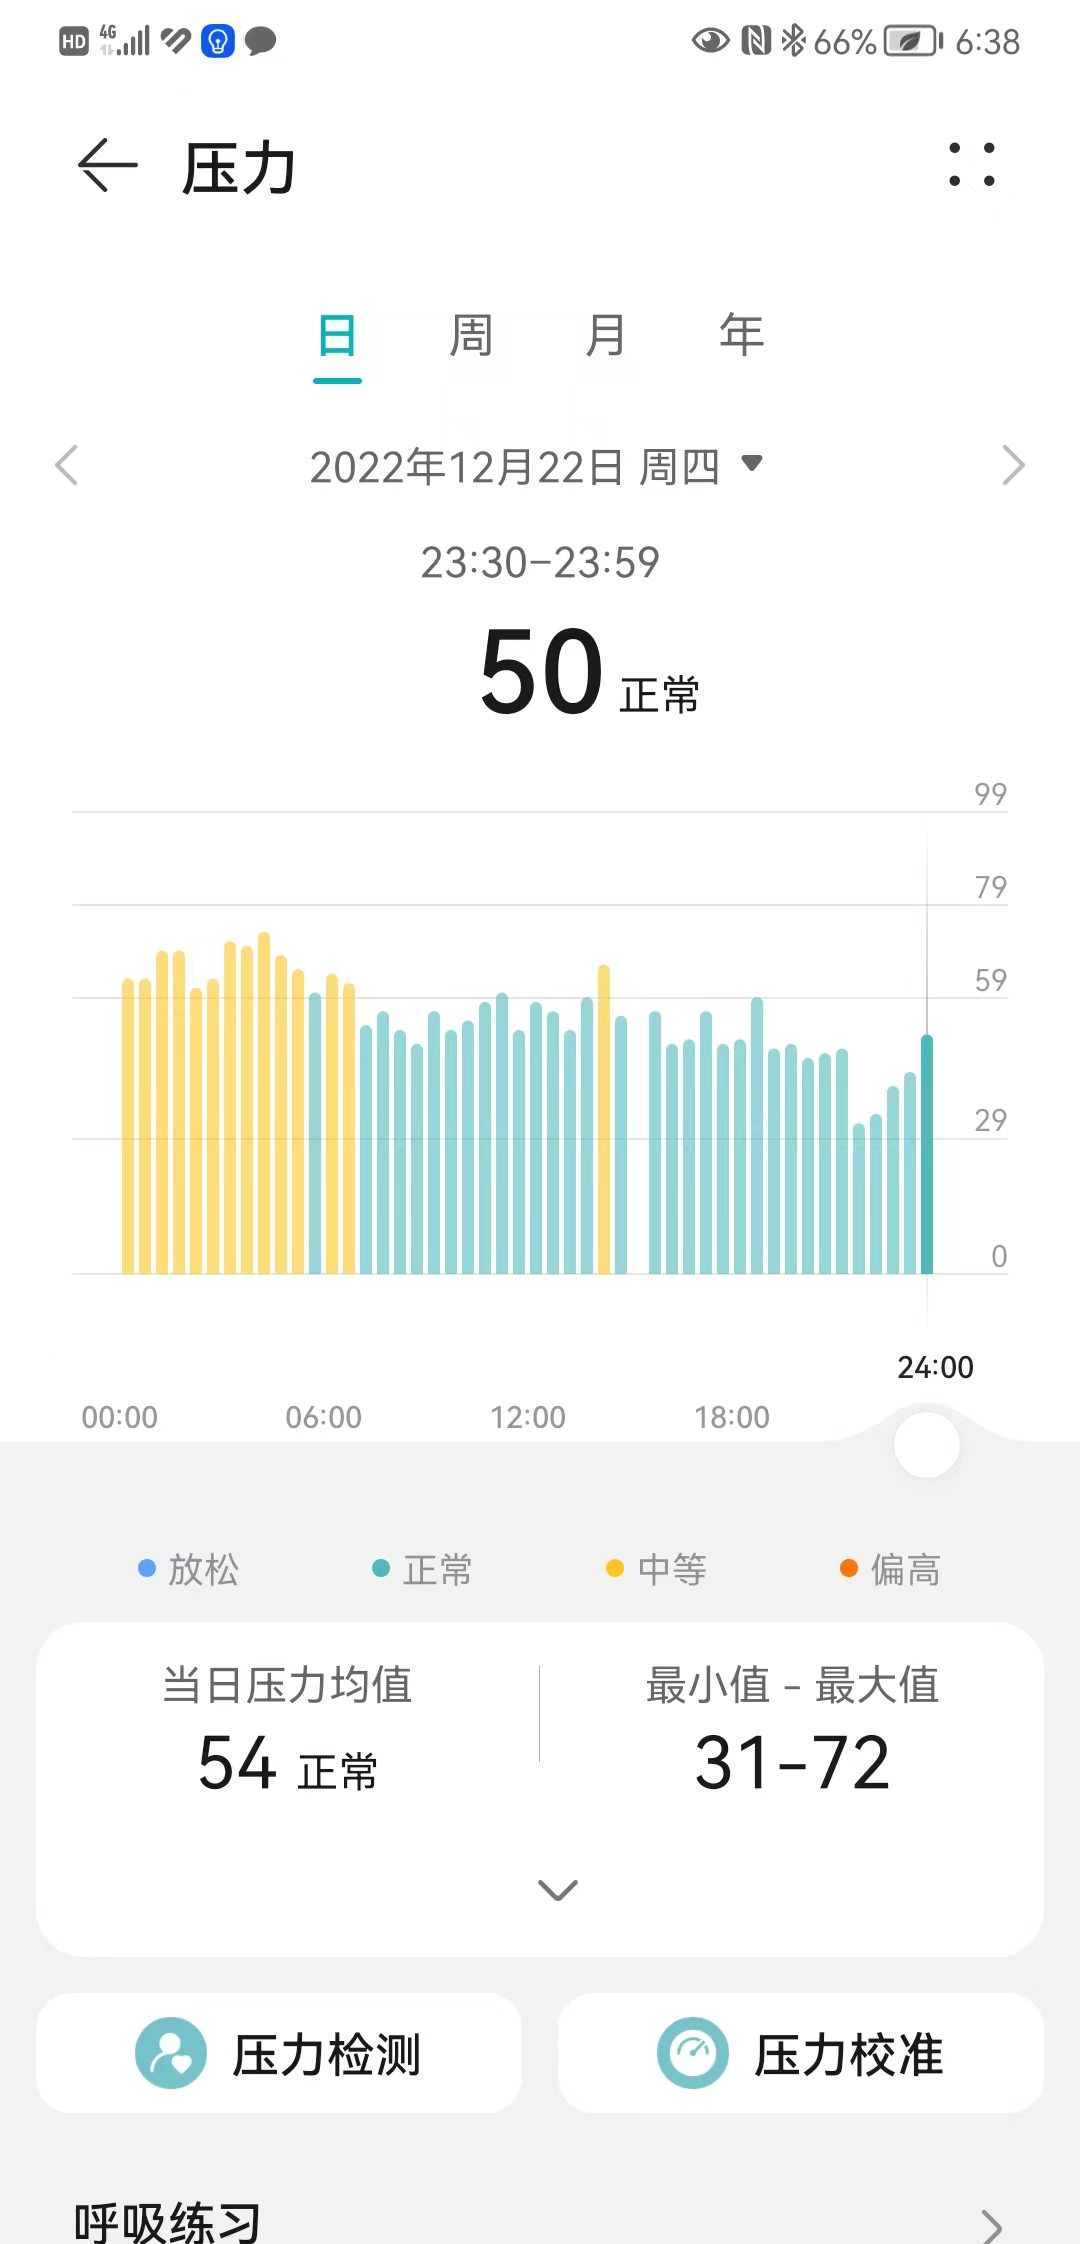 HD 4G 66% 6:38
压力
日 周 月 年
2022年12月22日 周四
23:30-23:59
50 正常
99
79
59
29
0
24:00
00:00 06:00 12:00 18:00
放松 正常 中等 偏高
当日压力均值 最小值 - 最大值
54 正常 31-72
压力检测 压力校准
呼吸练习